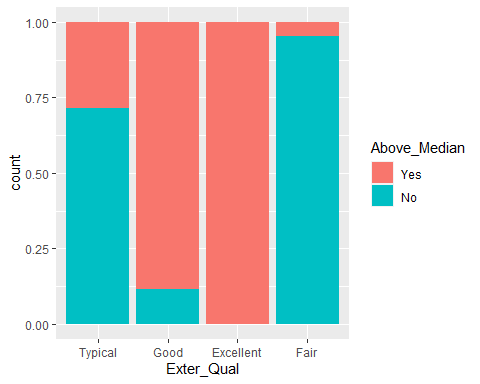 1.00
0.75
0.50
0.25
0.00
count
Typical
Good
Excellent
Fair
Exter_Qual
Above_Median
Yes
No